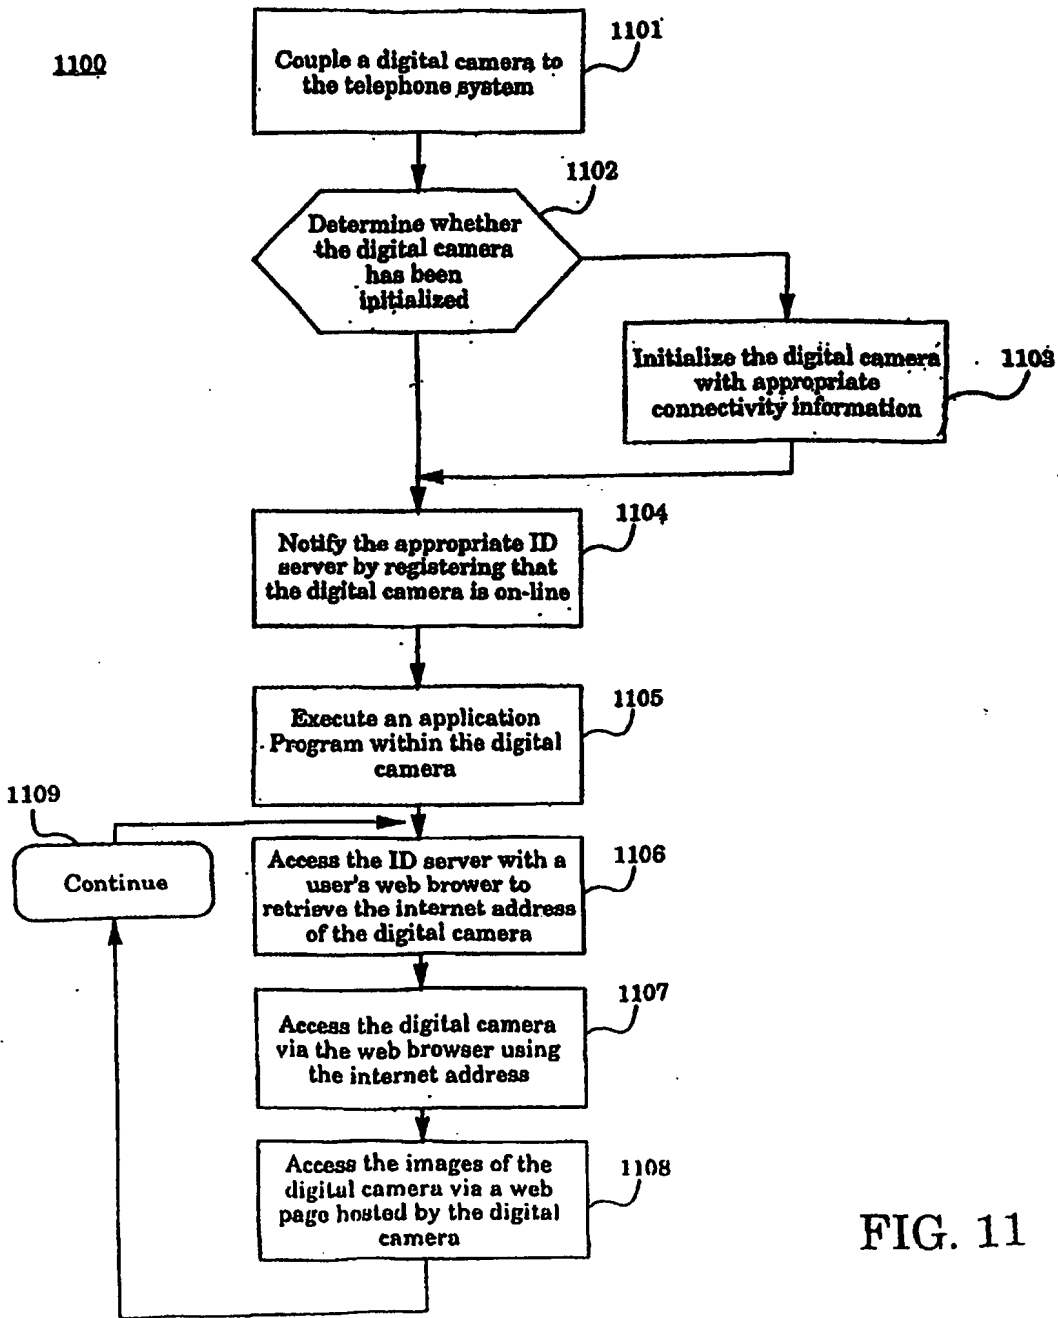 1100
1101
Couple a digital camera to
the telephone system
1102
Determine whether
the digital camera
has been
initialized
Initialize the digital camera
with appropriate
connectivity information
1103
1104
Notify the appropriate ID
server by registering that
the digital camera is on-line
1105
Execute an application
Program within the digital
camera
1109
Continue
1106
Access the ID server with a
user's web brower to
retrieve the internet address
of the digital camera
1107
Access the digital camera
via the web browser using
the internet address
1108
Access the images of the
digital camera via a web
page hosted by the digital
camera
FIG. 11